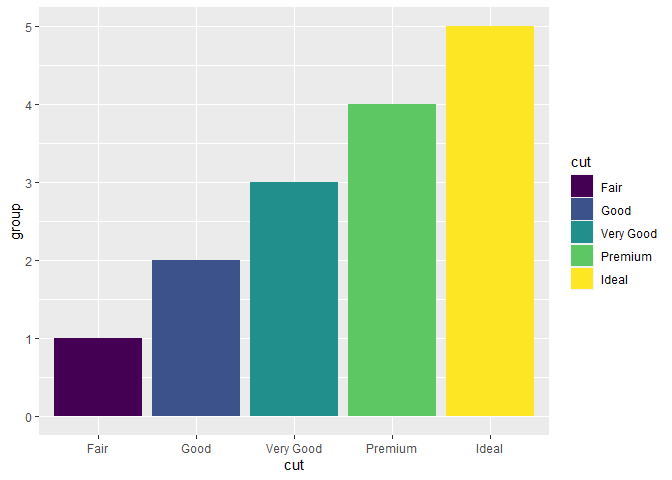 5
4
3
2
1
0
group
Fair Good Very Good Premium Ideal
cut
cut
Fair
Good
Very Good
Premium
Ideal